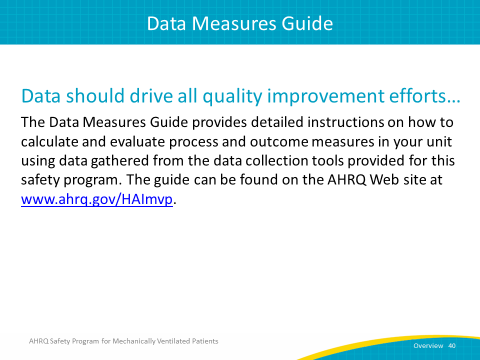 Data Measures Guide
Data should drive all quality improvement efforts…
The Data Measures Guide provides detailed instructions on how to
calculate and evaluate process and outcome measures in your unit
using data gathered from the data collection tools provided for this
safety program. The guide can be found on the AHRQ Web site at
www.ahrq.gov/HAImvp.
AHRQ Safety Program for Mechanically Ventilated Patients
Overview 40